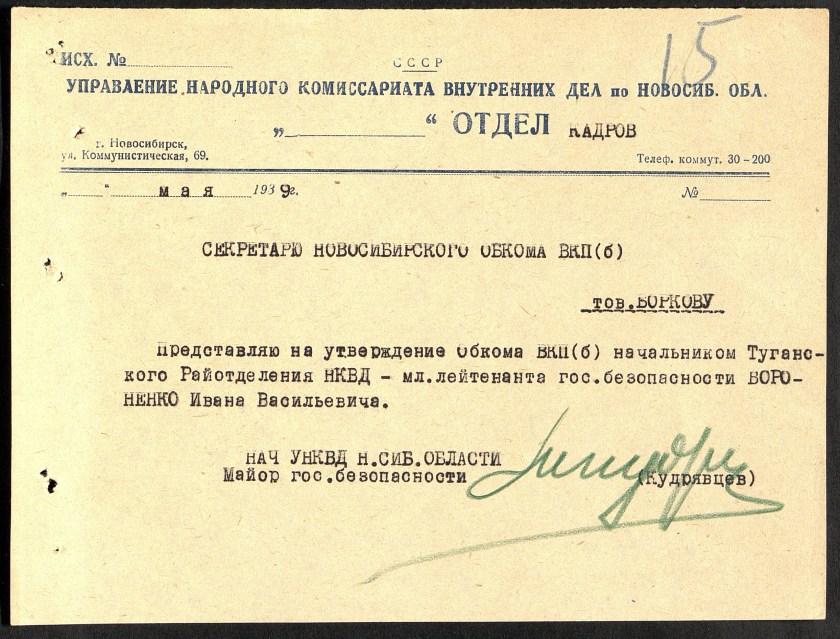 15
ИСХ. №
СССР
УПРАВЛЕНИЕ НАРОДНОГО КОМИССАРИАТА ВНУТРЕННИХ ДЕЛ по НОВОСИБ. ОБЛ.
„ “ ОТДЕЛ КАДРОВ
г. Новосибирск,
ул. Коммунистическая, 69.
Телеф. коммут. 30-200
„ “ мая 1939г.
№
СЕКРЕТАРЮ НОВОСИБИРСКОГО ОБКОМА ВКП(б)
тов.БОРКОВУ
Представляю на утверждение Обкома ВКП(б) начальником Туганс-
кого Райотделения НКВД - мл.лейтенанта гос.безопасности ВОРО-
НЕНКО Ивана Васильевича.
НАЧ УНКВД Н.СИБ.ОБЛАСТИ
Майор гос.безопасности (Кудрявцев)